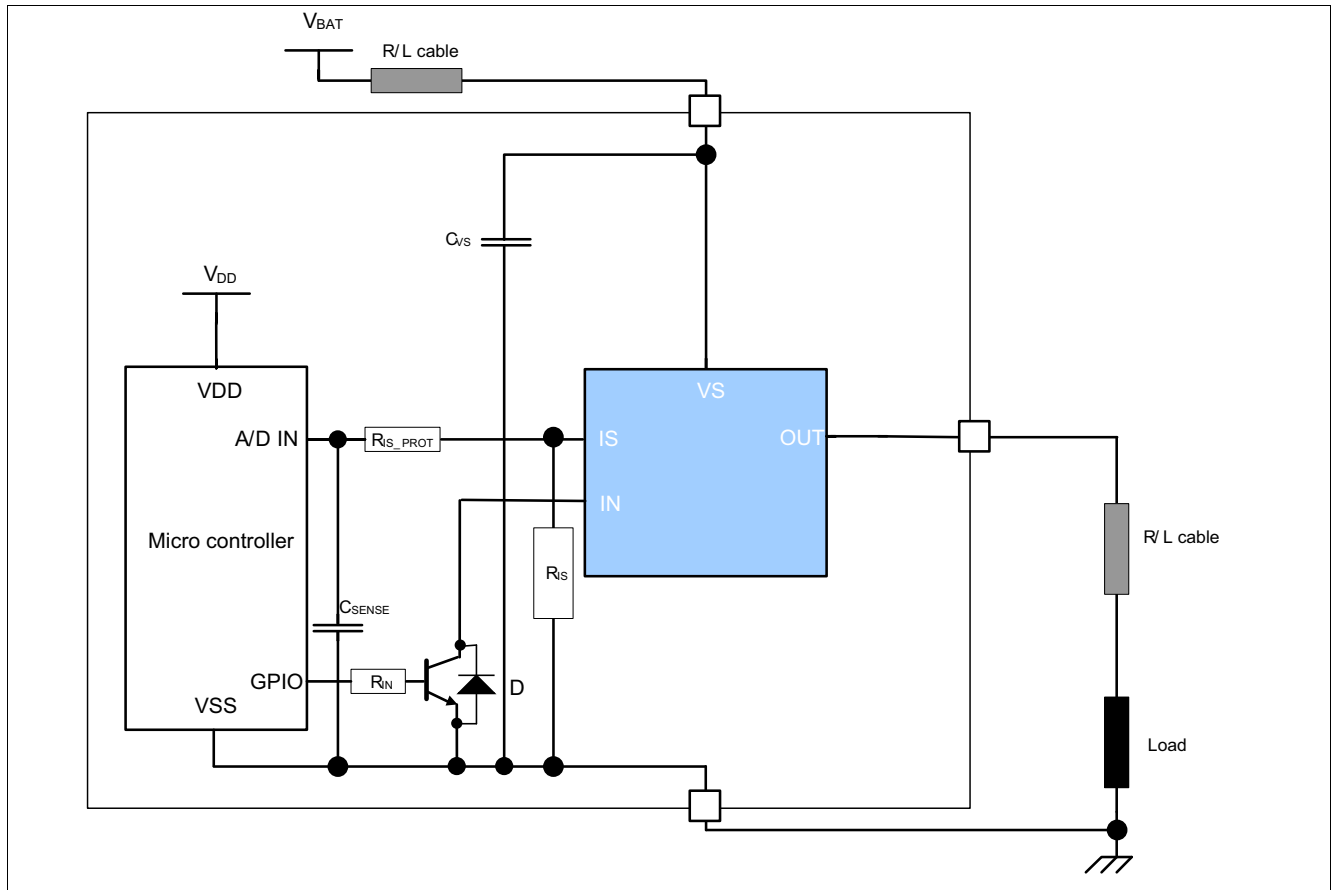 VBAT
R/L cable
CVS
VDD
VDD
VS
A/D IN
RIS_PROT
IS
OUT
IN
R/L cable
Micro controller
RIS
CSENSE
GPIO
RIN
D
VSS
Load